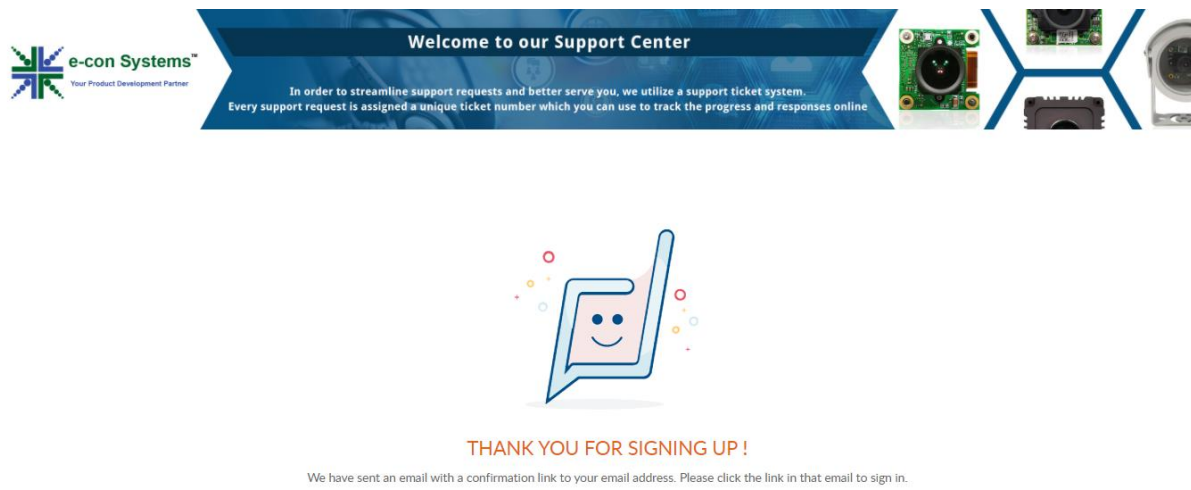 Welcome to our Support Center
e-con Systems™
Your Product Development Partner
In order to streamline support requests and better serve you, we utilize a support ticket system.
Every support request is assigned a unique ticket number which you can use to track the progress and responses online
THANK YOU FOR SIGNING UP !
We have sent an email with a confirmation link to your email address. Please click the link in that email to sign in.